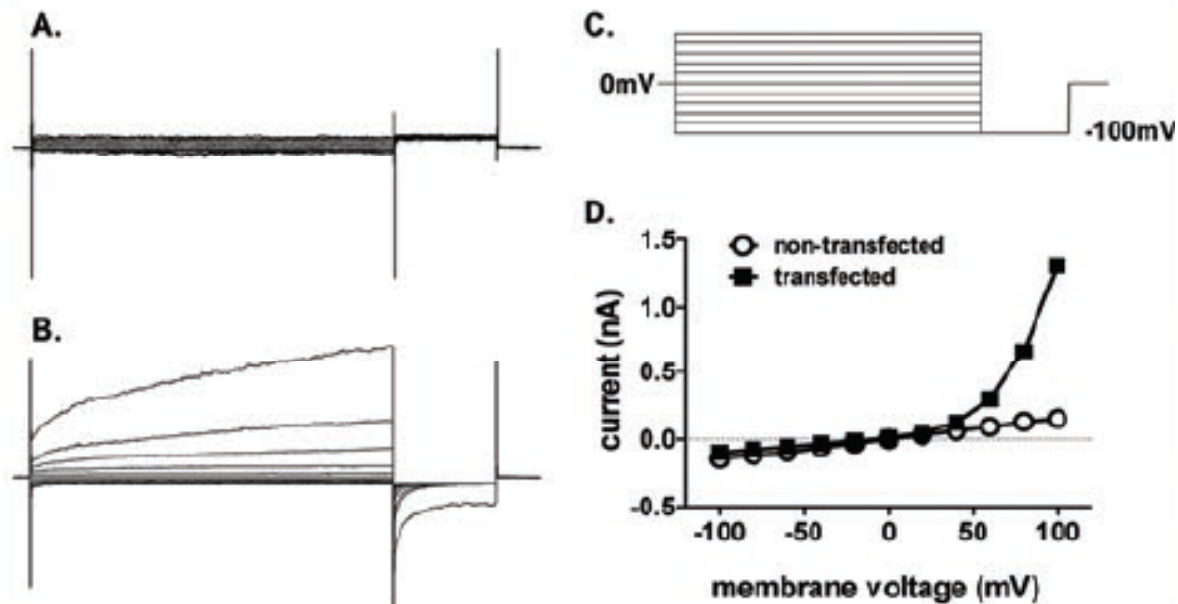 A.
B.
C.
0mV
-100mV
D.
non-transfected
transfected
current (nA)
1.5
1.0
0.5
0.0
-0.5
-100
-50
0
50
100
membrane voltage (mV)